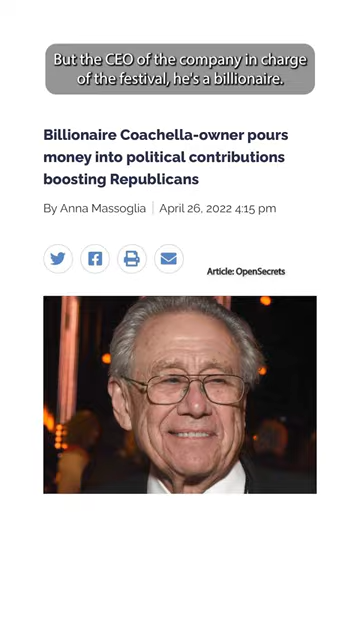 But the CEO of the company in charge
of the festival, he's a billionaire.
Billionaire Coachella-owner pours
money into political contributions
boosting Republicans
By Anna Massoglia | April 26, 2022 4:15 pm
Article: OpenSecrets